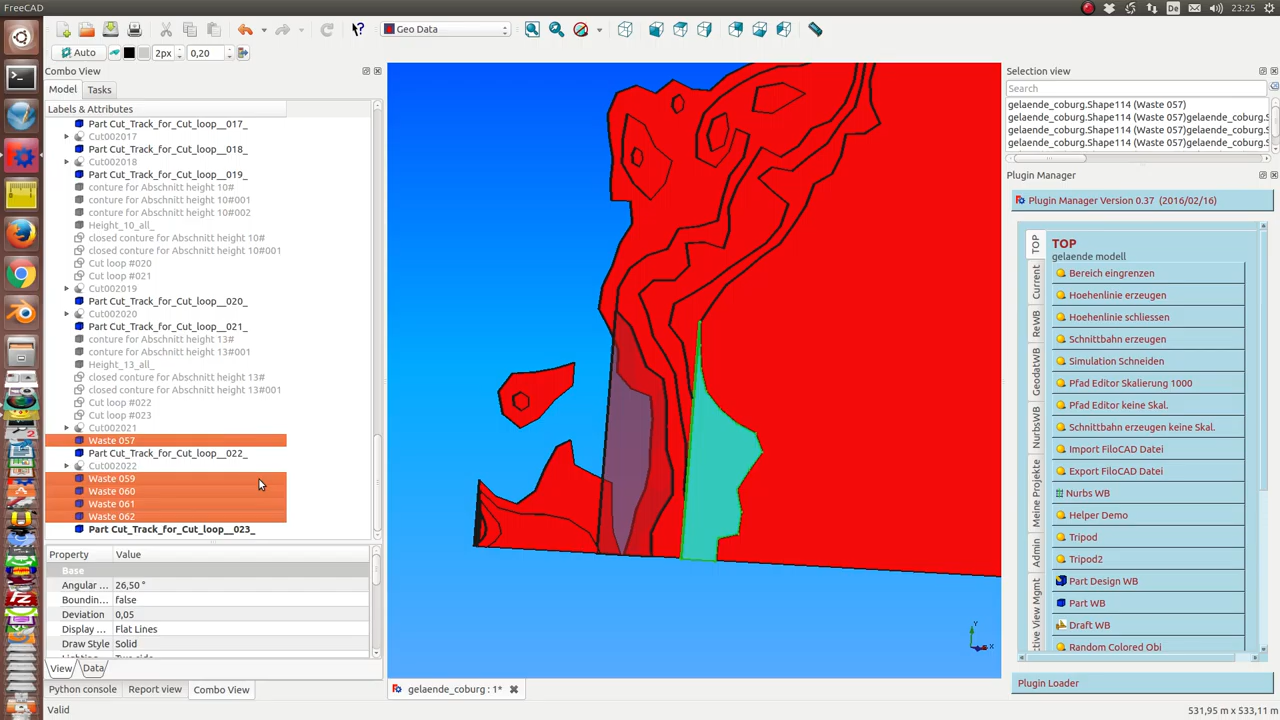 FreeCAD
De
23:25
Geo Data
Auto
2px
0,20
Combo View
Model
Tasks
Labels & Attributes
Part Cut_Track_for_Cut_loop__017_
Cut002017
Part Cut_Track_for_Cut_loop__018_
Cut002018
Part Cut_Track_for_Cut_loop__019_
conture for Abschnitt height 10#
conture for Abschnitt height 10#001
conture for Abschnitt height 10#002
Height_10_all_
closed conture for Abschnitt height 10#
closed conture for Abschnitt height 10#001
Cut loop #020
Cut loop #021
Cut002019
Part Cut_Track_for_Cut_loop__020_
Cut002020
Part Cut_Track_for_Cut_loop__021_
conture for Abschnitt height 13#
conture for Abschnitt height 13#001
Height_13_all_
closed conture for Abschnitt height 13#
closed conture for Abschnitt height 13#001
Cut loop #022
Cut loop #023
Cut002021
Waste 057
Part Cut_Track_for_Cut_loop__022_
Cut002022
Waste 059
Waste 060
Waste 061
Waste 062
Part Cut_Track_for_Cut_loop__023_
Property
Value
Base
Angular ...
26,50 °
Boundin...
false
Deviation
0,05
Display ...
Flat Lines
Draw Style
Solid
View
Data
Python console
Report view
Combo View
Valid
Y
X
gelaende_coburg : 1*
Selection view
Search
gelaende_coburg.Shape114 (Waste 057)
gelaende_coburg.Shape114 (Waste 057)gelaende_coburg.S
gelaende_coburg.Shape114 (Waste 057)gelaende_coburg.S
gelaende_coburg.Shape114 (Waste 057)gelaende_coburg.S
Plugin Manager
Plugin Manager Version 0.37 (2016/02/16)
TOP
Current
ReWB
GeodatWB
NurbsWB
Meine Projekte
Admin
ctive View Mgmt
TOP
gelaende modell
Bereich eingrenzen
Hoehenlinie erzeugen
Hoehenlinie schliessen
Schnittbahn erzeugen
Simulation Schneiden
Pfad Editor Skalierung 1000
Pfad Editor keine Skal.
Schnittbahn erzeugen keine Skal.
Import FiloCAD Datei
Export FiloCAD Datei
Nurbs WB
Helper Demo
Tripod
Tripod2
Part Design WB
Part WB
Draft WB
Random Colored Obj
Plugin Loader
531,95 m x 533,11 m